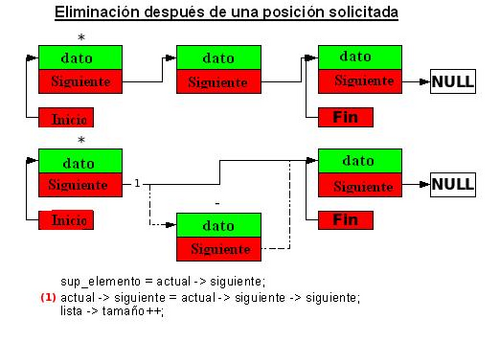 Eliminación después de una posición solicitada
*
dato dato dato
Siguiente Siguiente Siguiente NULL
Inicio Fin
*
dato dato
Siguiente 1 Siguiente NULL
-
Inicio dato Fin
Siguiente
sup_elemento = actual -> siguiente;
(1) actual -> siguiente = actual -> siguiente -> siguiente;
lista -> tamaño++;